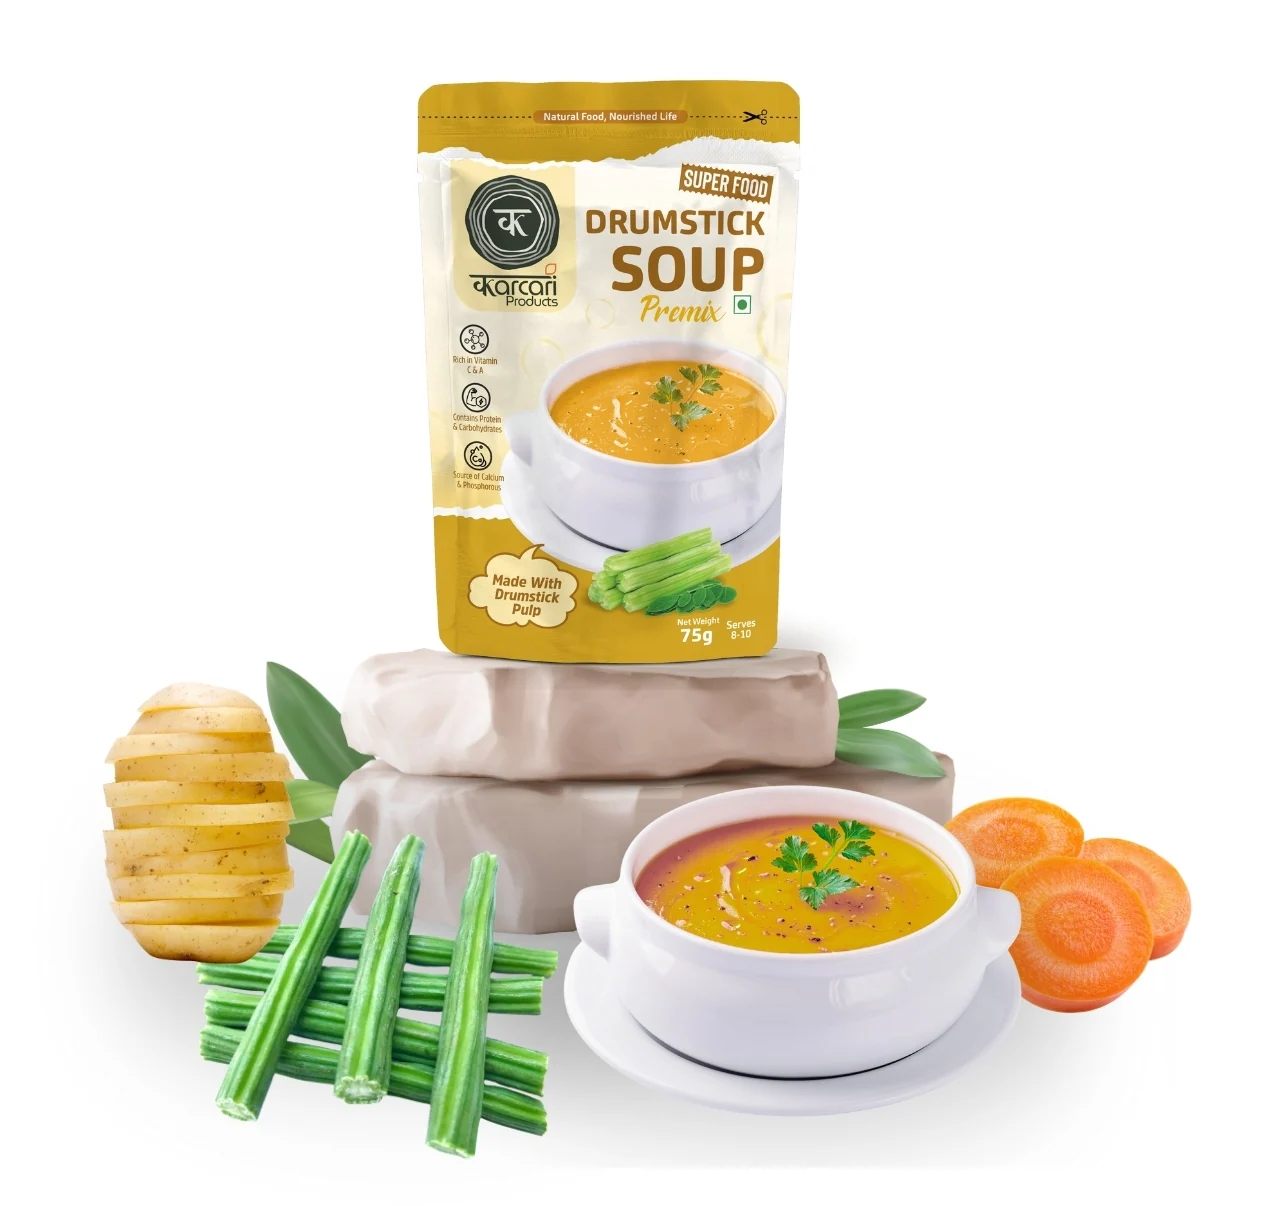 Natural Food, Nourished Life
SUPER FOOD
DRUMSTICK
SOUP
Premix
क
कarcari
Products
Rich in Vitamin
C & A
Contains Protein
& Carbohydrates
Source of Calcium
& Phosphorous
Made With
Drumstick
Pulp
Net Weight
75g
Serves
8-10